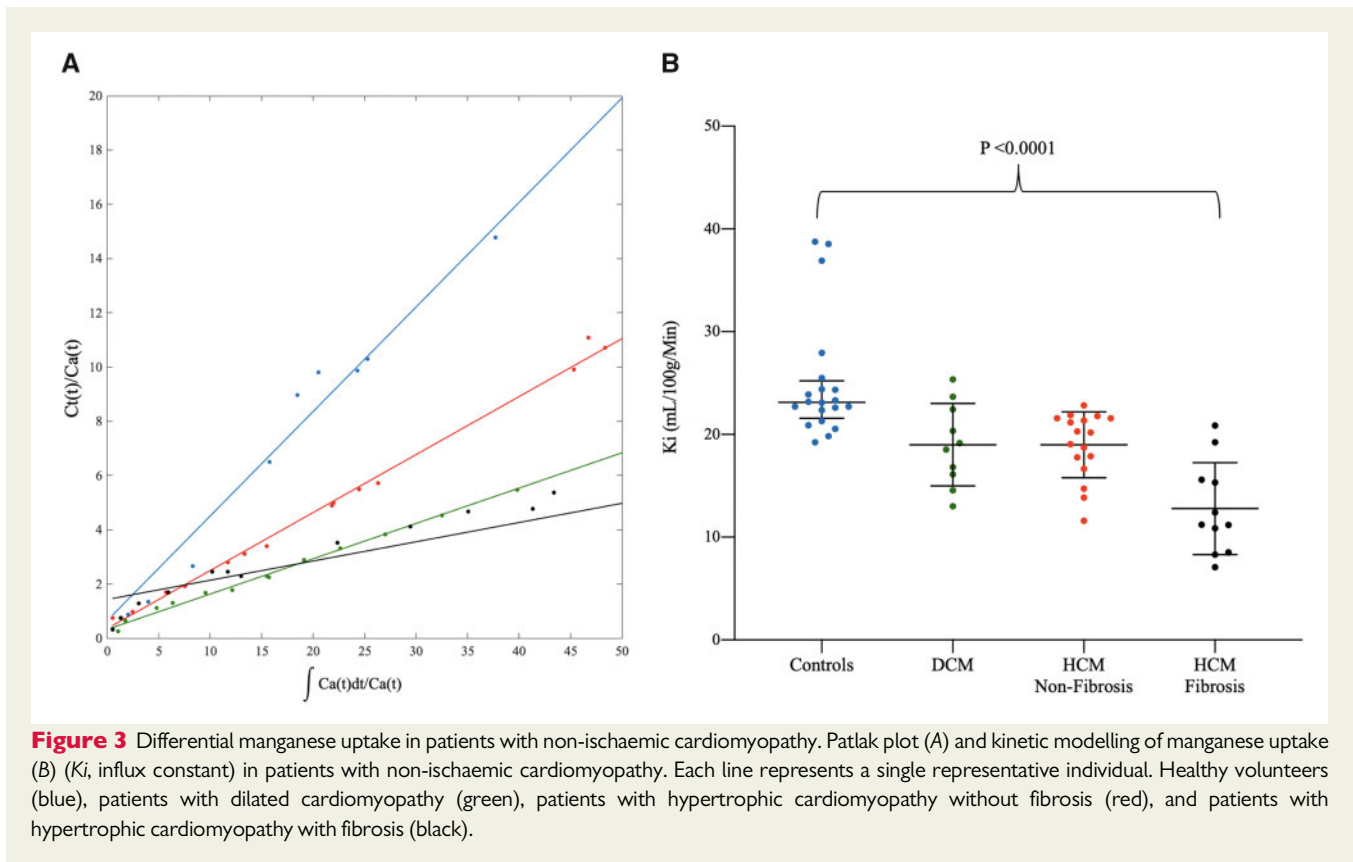 A
20
18
16
14
12
10
8
6
4
2
0
Ct(t)/Ca(t)
0 5 10 15 20 25 30 35 40 45 50
∫ Ca(t)dt/Ca(t)
B
P <0.0001
50
40
30
20
10
0
Ki (mL/100g/Min)
Controls
DCM
HCM
Non-Fibrosis
HCM
Fibrosis
Figure 3 Differential manganese uptake in patients with non-ischaemic cardiomyopathy. Patlak plot (A) and kinetic modelling of manganese uptake
(B) (Ki, influx constant) in patients with non-ischaemic cardiomyopathy. Each line represents a single representative individual. Healthy volunteers
(blue), patients with dilated cardiomyopathy (green), patients with hypertrophic cardiomyopathy without fibrosis (red), and patients with
hypertrophic cardiomyopathy with fibrosis (black).